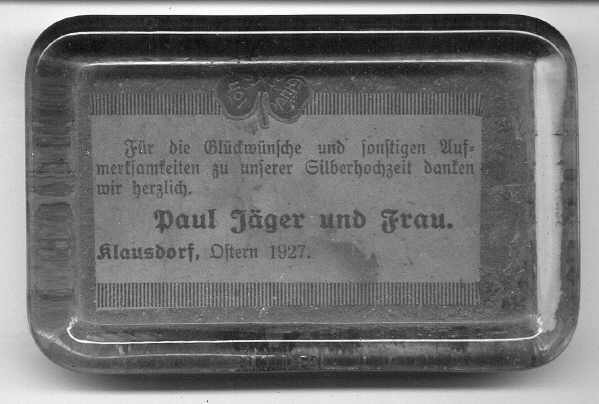 Für die Glückwünsche und sonstigen Auf=
merksamkeiten zu unserer Silberhochzeit danken
wir herzlich.
Paul Jäger und Frau.
Klausdorf, Ostern 1927.